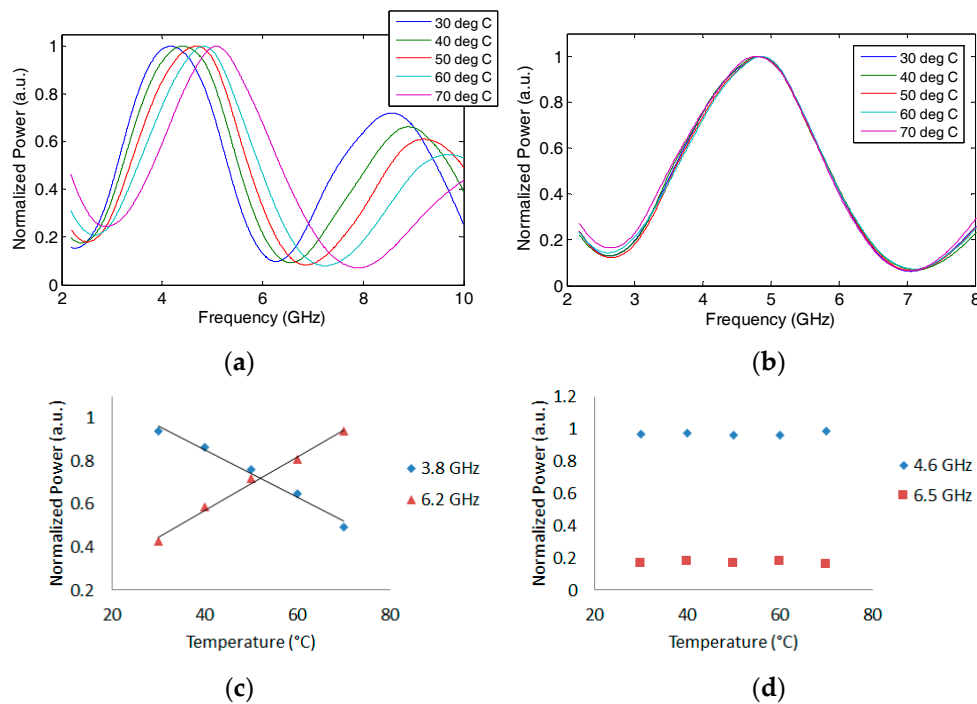 30 deg C
40 deg C
50 deg C
60 deg C
70 deg C
Normalized Power (a.u.)
1
0.8
0.6
0.4
0.2
0
2 4 6 8 10
Frequency (GHz)
(a)
30 deg C
40 deg C
50 deg C
60 deg C
70 deg C
Normalized Power (a.u.)
1
0.8
0.6
0.4
0.2
0
2 3 4 5 6 7 8
Frequency (GHz)
(b)
Normalized Power (a.u.)
1
0.8
0.6
0.4
0.2
20 40 60 80
Temperature (°C)
3.8 GHz
6.2 GHz
(c)
Normalized Power (a.u.)
1.2
1
0.8
0.6
0.4
0.2
0
20 40 60 80
Temperature (°C)
4.6 GHz
6.5 GHz
(d)